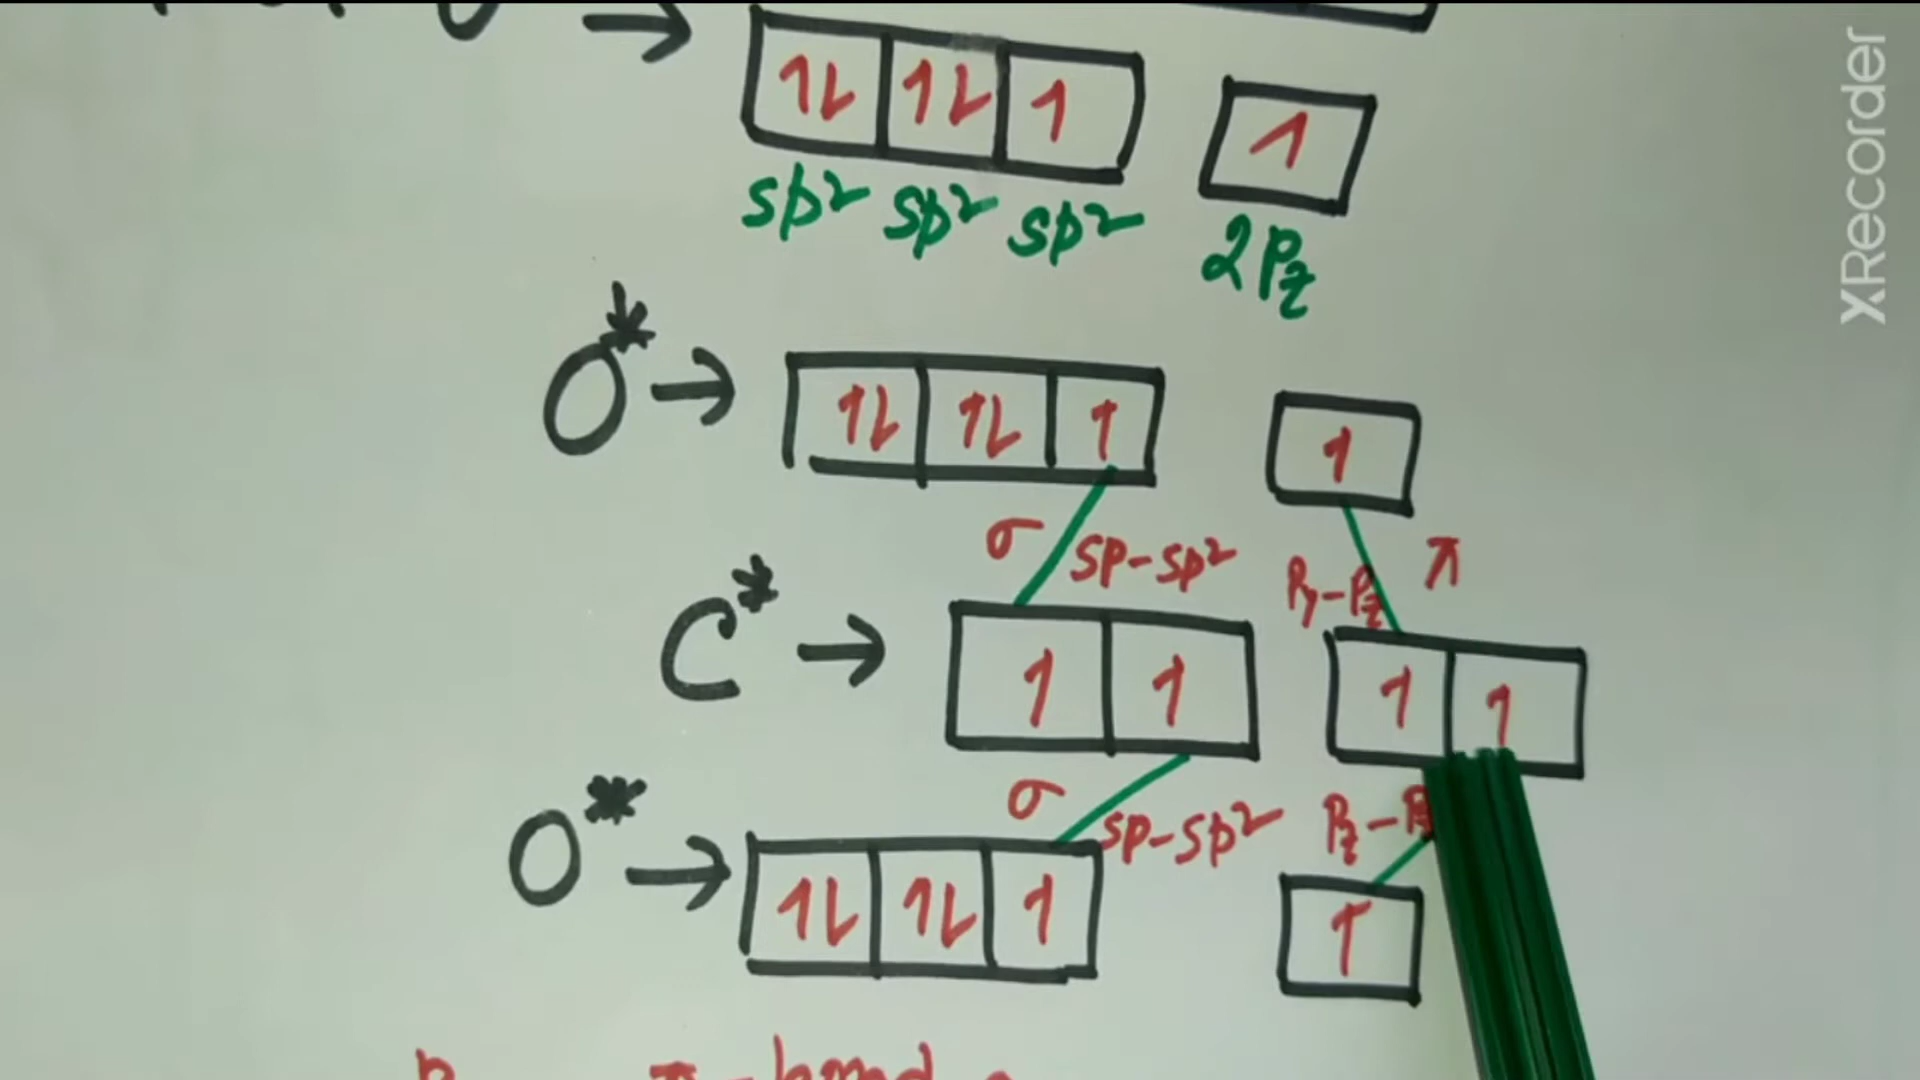 → 1L 1L 1 1
sp² sp² sp² 2Pz
O* → 1L 1L 1 1
σ sp-sp² Py-Pz π
C* → 1 1 1 1
σ sp-sp² Pz-P
O* → 1L 1L 1 1
π-bond
XRecorder